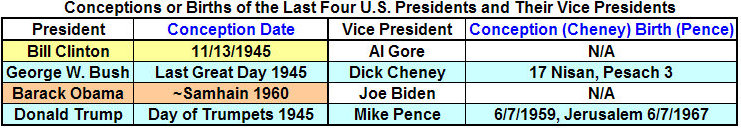 Conceptions or Births of the Last Four U.S. Presidents and Their Vice Presidents
President Conception Date Vice President Conception (Cheney) Birth (Pence)
Bill Clinton 11/13/1945 Al Gore N/A
George W. Bush Last Great Day 1945 Dick Cheney 17 Nisan, Pesach 3
Barack Obama ~Samhain 1960 Joe Biden N/A
Donald Trump Day of Trumpets 1945 Mike Pence 6/7/1959, Jerusalem 6/7/1967